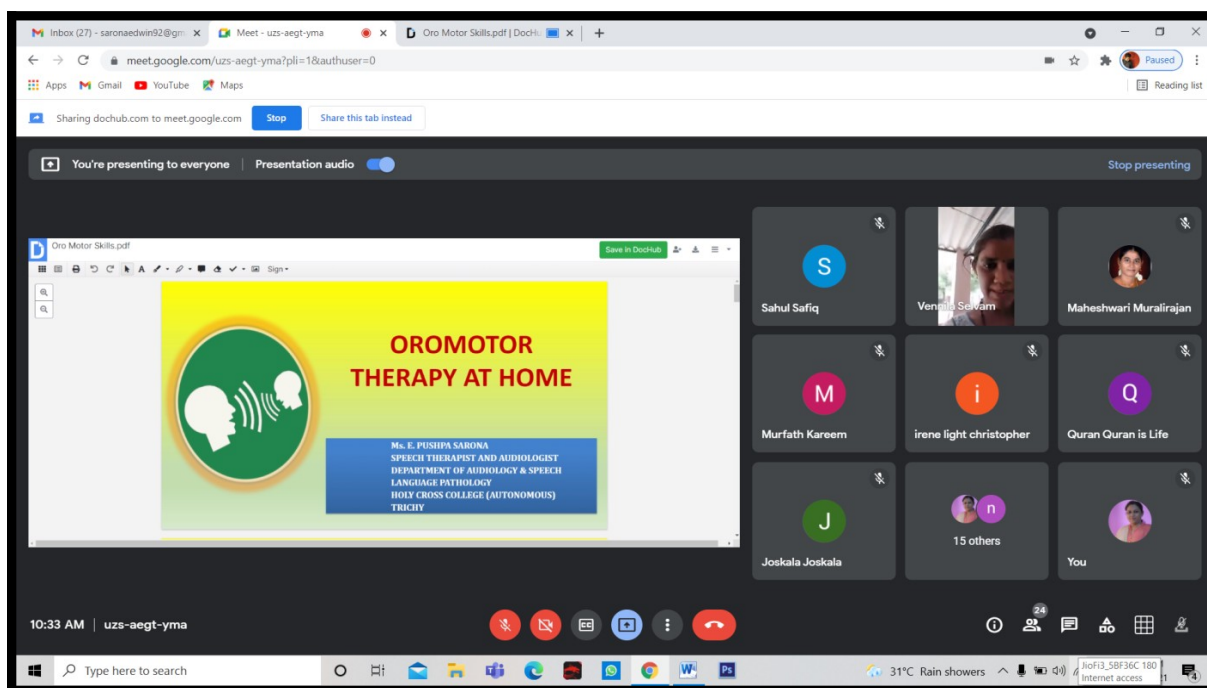 Inbox (27) - saronaedwin92@gm
Meet - uzs-aegt-yma
Oro Motor Skills.pdf | DocHu
meet.google.com/uzs-aegt-yma?pli=1&authuser=0
Paused
Apps
Gmail
YouTube
Maps
Reading list
Sharing dochub.com to meet.google.com
Stop
Share this tab instead
You're presenting to everyone
Presentation audio
Stop presenting
Oro Motor Skills.pdf
Save in DocHub
A
Sign
OROMOTOR
THERAPY AT HOME
Ms. E. PUSHPA SARONA
SPEECH THERAPIST AND AUDIOLOGIST
DEPARTMENT OF AUDIOLOGY & SPEECH
LANGUAGE PATHOLOGY
HOLY CROSS COLLEGE (AUTONOMOUS)
TRICHY
S
Sahul Safiq
Vennila Selvam
Maheshwari Muralirajan
M
Murfath Kareem
i
irene light christopher
Q
Quran Quran is Life
J
Joskala Joskala
n
15 others
You
10:33 AM | uzs-aegt-yma
24
Type here to search
31°C Rain showers
JioFi3_5BF36C 180
Internet access